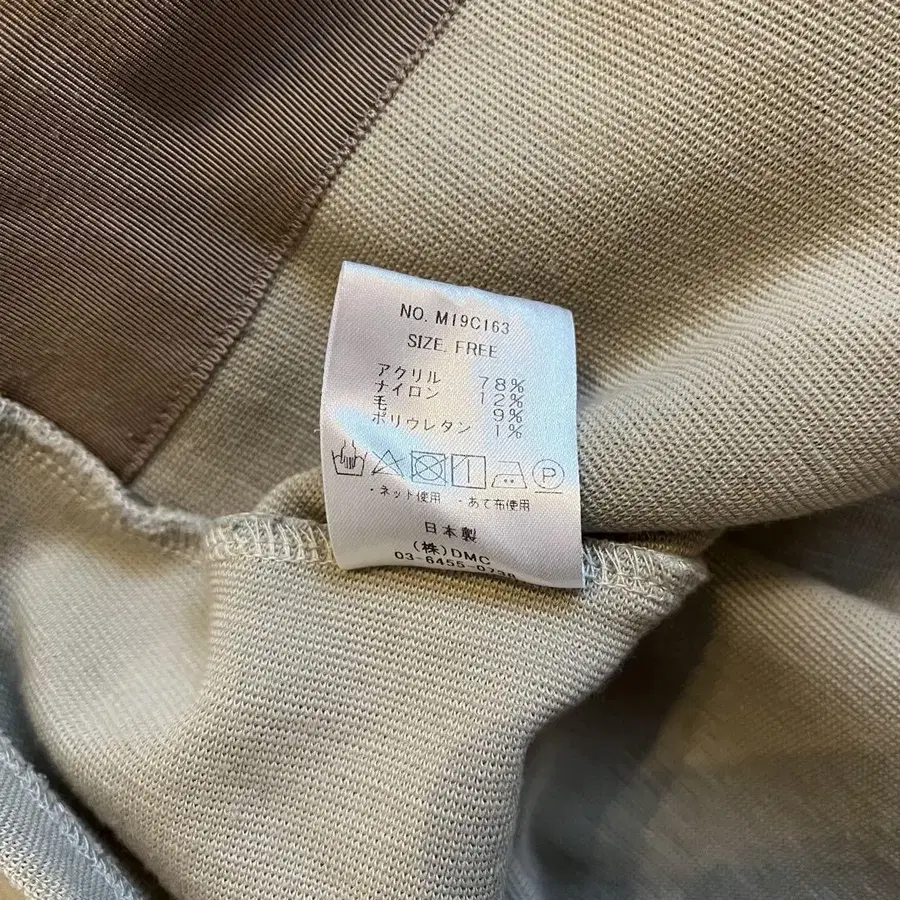 NO. M19C163
SIZE. FREE
アクリル 78%
ナイロン 12%
毛 9%
ポリウレタン 1%
P
・ネット使用 ・あて布使用
日本製
(株)DMC